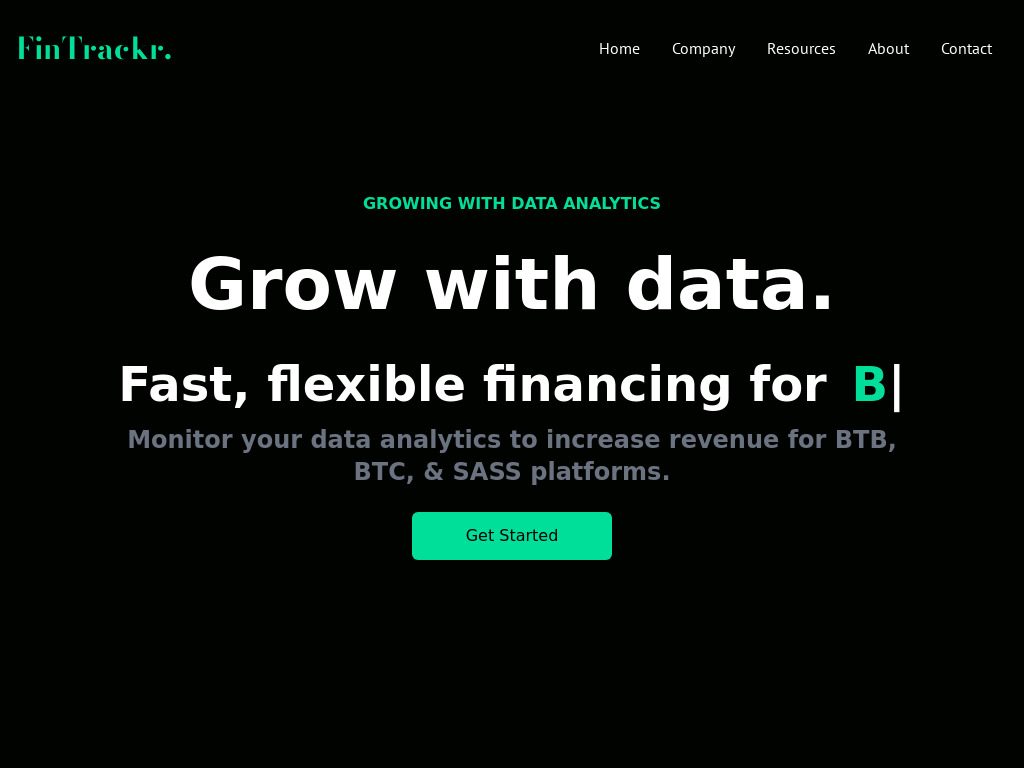 FinTrackr.
Home Company Resources About Contact
GROWING WITH DATA ANALYTICS
Grow with data.
Fast, flexible financing for B|
Monitor your data analytics to increase revenue for BTB,
BTC, & SASS platforms.
Get Started